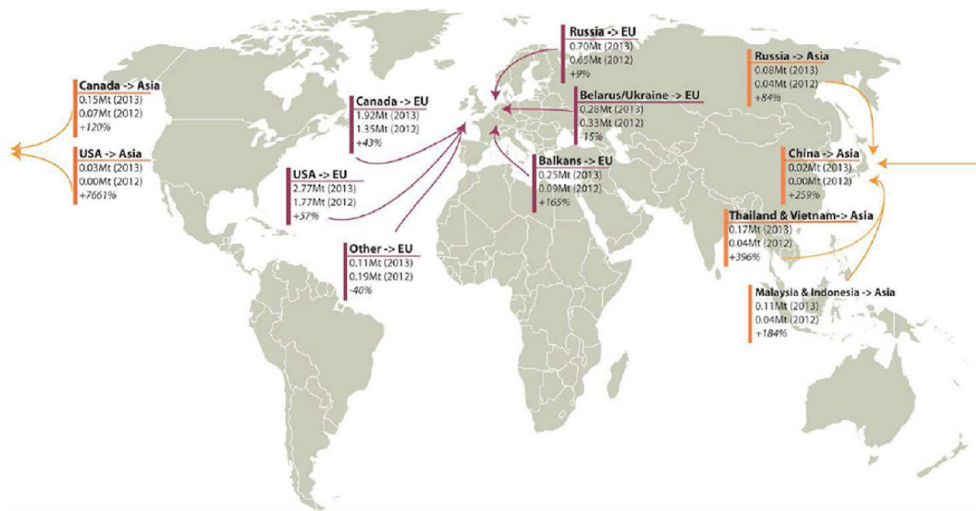 Russia -> EU
0.70Mt (2013)
0.65Mt (2012)
+9%
Russia -> Asia
0.08Mt (2013)
0.04Mt (2012)
+84%
Canada -> Asia
0.15Mt (2013)
0.07Mt (2012)
+120%
Canada -> EU
1.92Mt (2013)
1.35Mt (2012)
+43%
Belarus/Ukraine -> EU
0.28Mt (2013)
0.33Mt (2012)
-15%
USA -> Asia
0.03Mt (2013)
0.00Mt (2012)
+7661%
China -> Asia
0.02Mt (2013)
0.00Mt (2012)
+259%
Balkans -> EU
0.25Mt (2013)
0.09Mt (2012)
+165%
USA -> EU
2.77Mt (2013)
1.77Mt (2012)
+57%
Thailand & Vietnam-> Asia
0.17Mt (2013)
0.04Mt (2012)
+396%
Other -> EU
0.11Mt (2013)
0.19Mt (2012)
-40%
Malaysia & Indonesia -> Asia
0.11Mt (2013)
0.04Mt (2012)
+184%